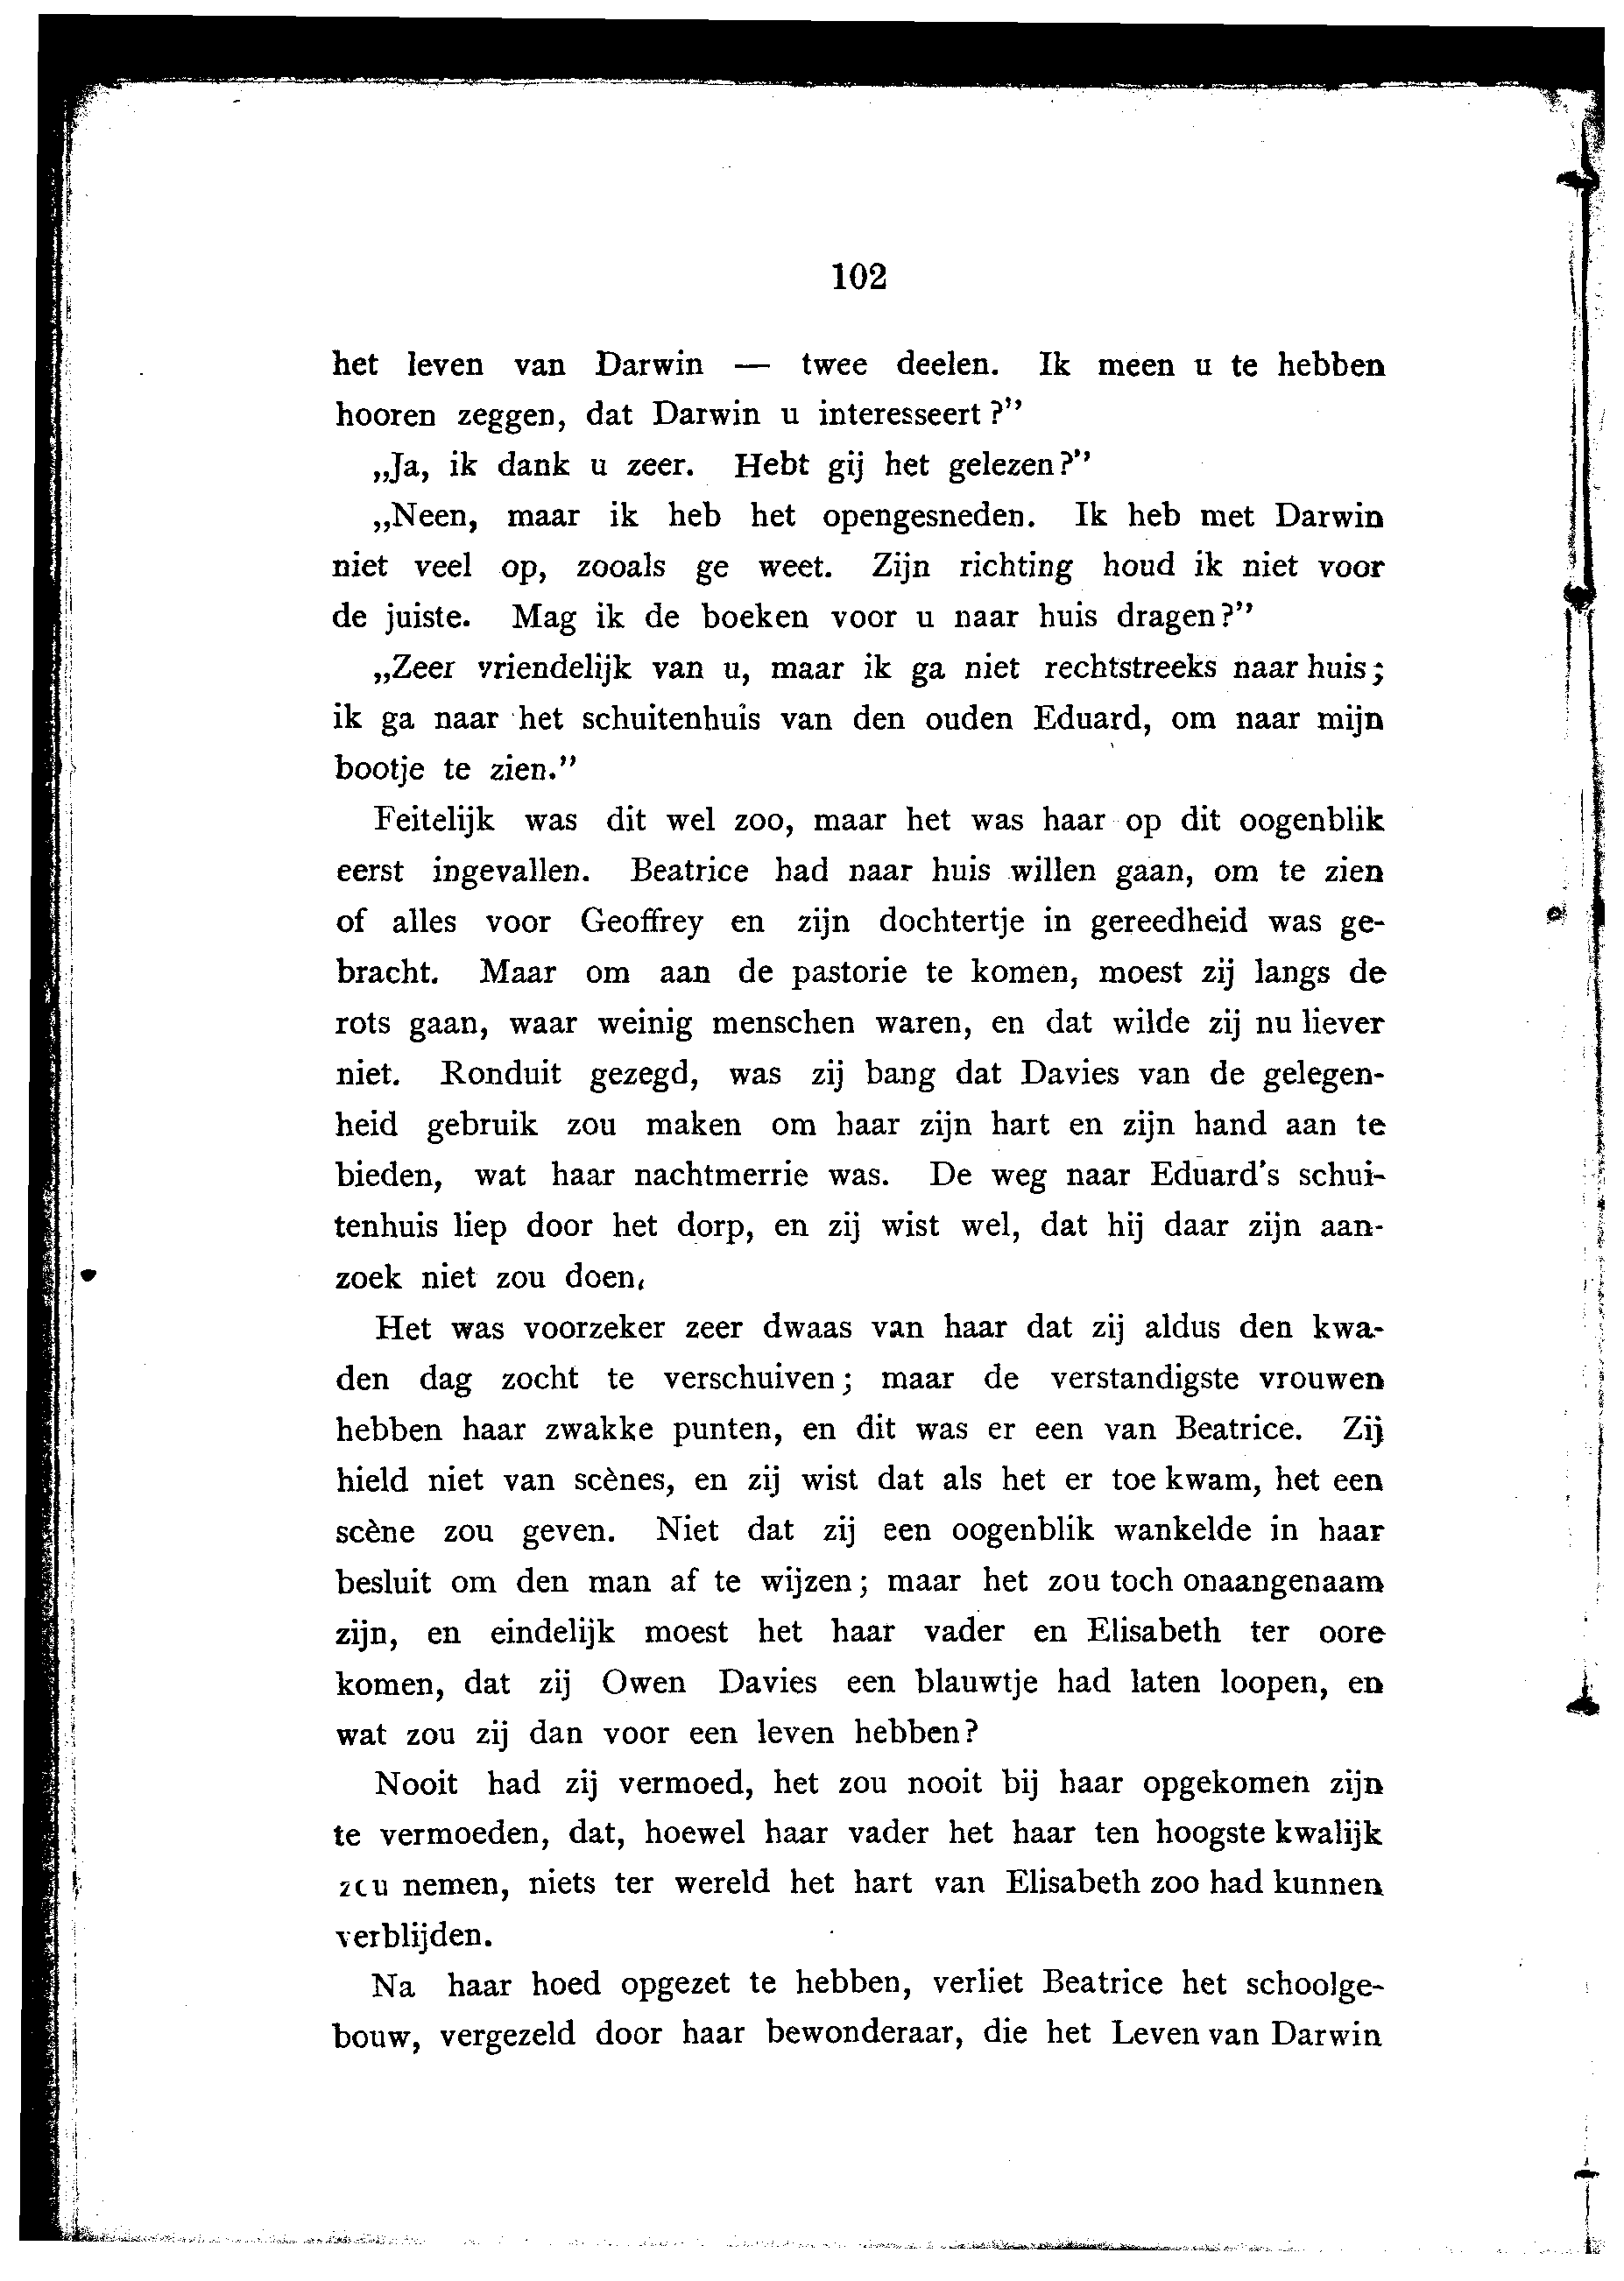 102
het leven van Darwin — twee deelen. Ik meen u te hebben
hooren zeggen, dat Darwin u interesseert?”
„Ja, ik dank u zeer. Hebt gij het gelezen?”
„Neen, maar ik heb het opengesneden. Ik heb met Darwin
niet veel op, zooals ge weet. Zijn richting houd ik niet voor
de juiste. Mag ik de boeken voor u naar huis dragen?”
„Zeer vriendelijk van u, maar ik ga niet rechtstreeks naar huis;
ik ga naar het schuitenhuis van den ouden Eduard, om naar mijn
bootje te zien.”
Feitelijk was dit wel zoo, maar het was haar op dit oogenblik
eerst ingevallen. Beatrice had naar huis willen gaan, om te zien
of alles voor Geoffrey en zijn dochtertje in gereedheid was ge-
bracht. Maar om aan de pastorie te komen, moest zij langs de
rots gaan, waar weinig menschen waren, en dat wilde zij nu liever
niet. Ronduit gezegd, was zij bang dat Davies van de gelegen-
heid gebruik zou maken om haar zijn hart en zijn hand aan te
bieden, wat haar nachtmerrie was. De weg naar Eduard's schui-
tenhuis liep door het dorp, en zij wist wel, dat hij daar zijn aan-
zoek niet zou doen,
Het was voorzeker zeer dwaas van haar dat zij aldus den kwa-
den dag zocht te verschuiven; maar de verstandigste vrouwen
hebben haar zwakke punten, en dit was er een van Beatrice. Zij
hield niet van scènes, en zij wist dat als het er toe kwam, het een
scène zou geven. Niet dat zij een oogenblik wankelde in haar
besluit om den man af te wijzen; maar het zou toch onaangenaam
zijn, en eindelijk moest het haar vader en Elisabeth ter oore
komen, dat zij Owen Davies een blauwtje had laten loopen, en
wat zou zij dan voor een leven hebben?
Nooit had zij vermoed, het zou nooit bij haar opgekomen zijn
te vermoeden, dat, hoewel haar vader het haar ten hoogste kwalijk
zou nemen, niets ter wereld het hart van Elisabeth zoo had kunnen
verblijden.
Na haar hoed opgezet te hebben, verliet Beatrice het schoolge-
bouw, vergezeld door haar bewonderaar, die het Leven van Darwin